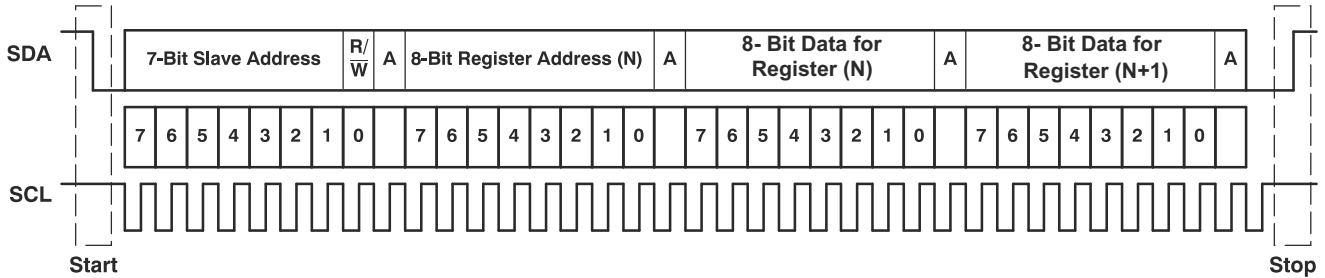 SDA
7-Bit Slave Address
R/
W
A
8-Bit Register Address (N)
A
8- Bit Data for
Register (N)
A
8- Bit Data for
Register (N+1)
A
7 6 5 4 3 2 1 0 7 6 5 4 3 2 1 0 7 6 5 4 3 2 1 0 7 6 5 4 3 2 1 0
SCL
Start
Stop